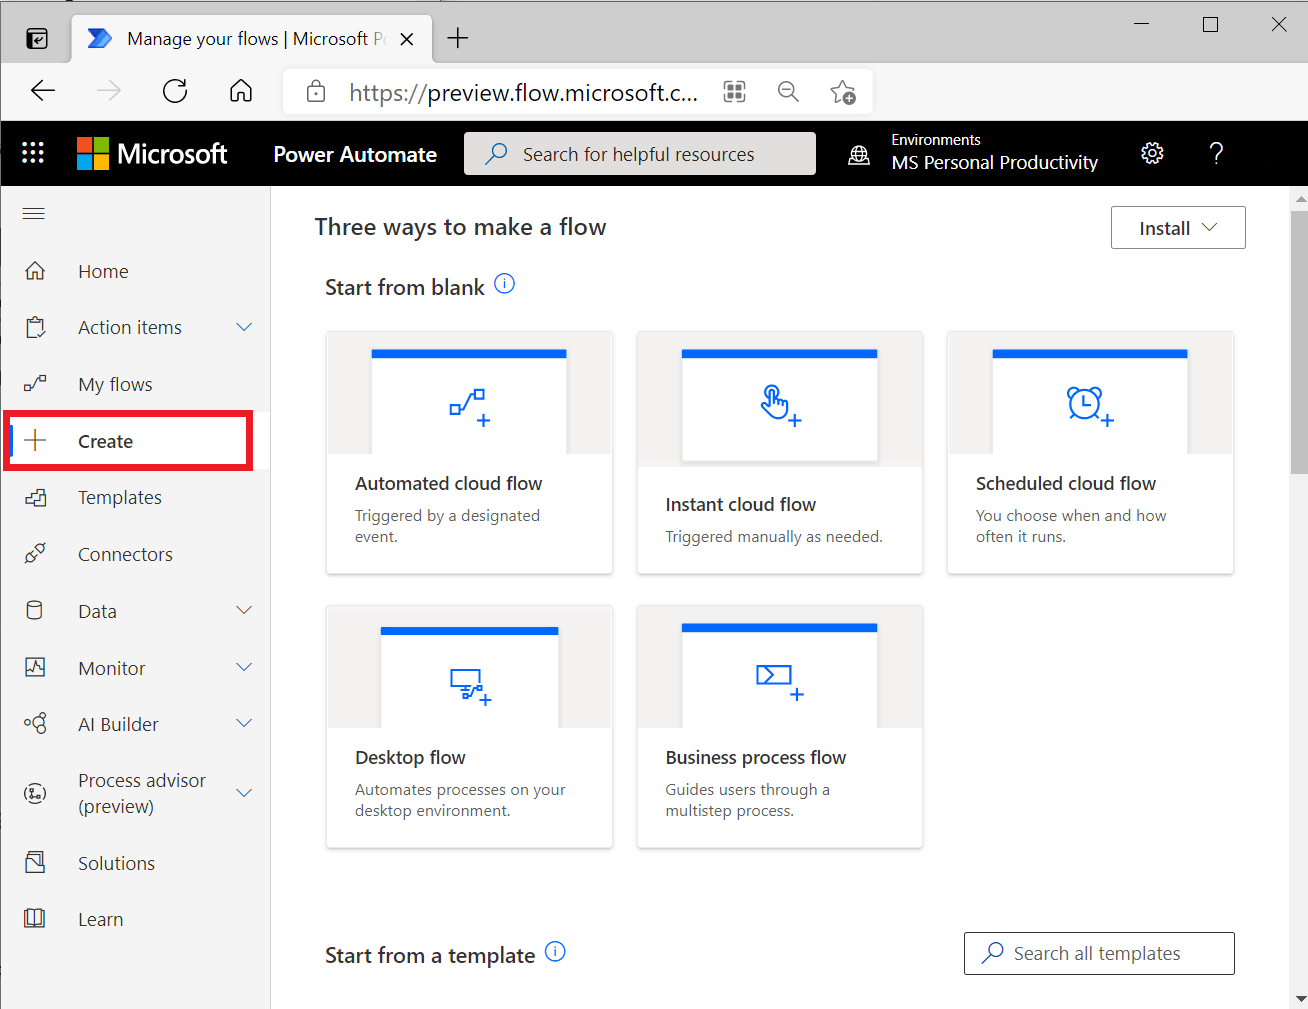 Manage your flows | Microsoft P
https://preview.flow.microsoft.c...
Microsoft
Power Automate
Search for helpful resources
Environments
MS Personal Productivity
?
Home
Action items
My flows
Create
Templates
Connectors
Data
Monitor
AI Builder
Process advisor
(preview)
Solutions
Learn
Three ways to make a flow
Install
Start from blank
Automated cloud flow
Triggered by a designated
event.
Instant cloud flow
Triggered manually as needed.
Scheduled cloud flow
You choose when and how
often it runs.
Desktop flow
Automates processes on your
desktop environment.
Business process flow
Guides users through a
multistep process.
Start from a template
Search all templates